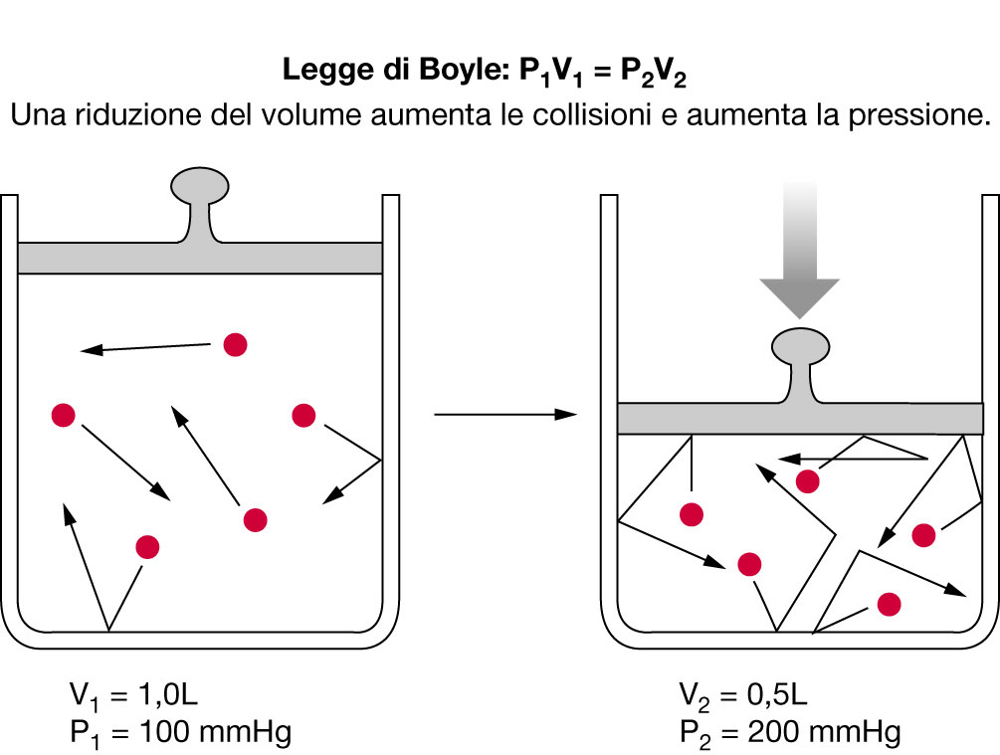 Legge di Boyle: P₁V₁ = P₂V₂
Una riduzione del volume aumenta le collisioni e aumenta la pressione.
V₁ = 1,0L
P₁ = 100 mmHg
V₂ = 0,5L
P₂ = 200 mmHg